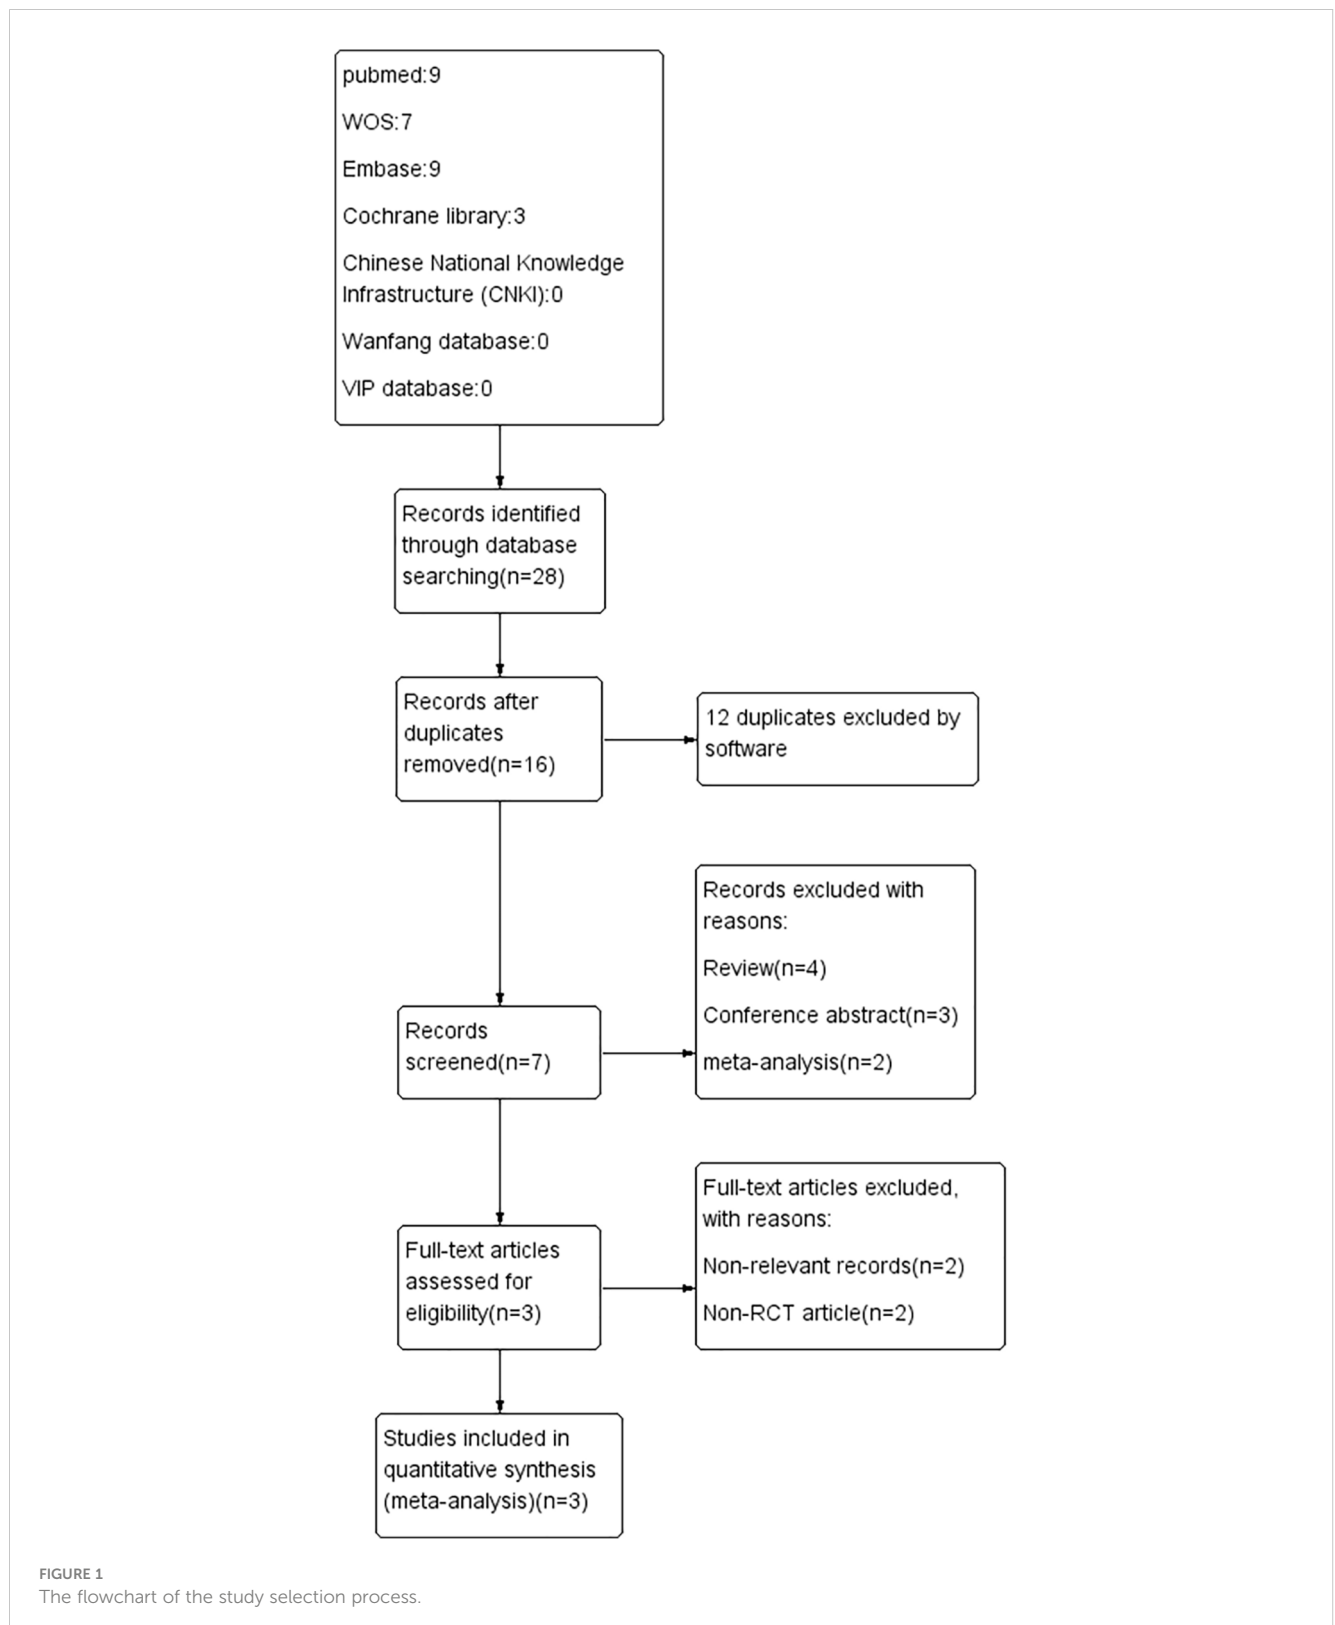 pubmed:9
WOS:7
Embase:9
Cochrane library:3
Chinese National Knowledge
Infrastructure (CNKI):0
Wanfang database:0
VIP database:0
Records identified
through database
searching(n=28)
Records after
duplicates
removed(n=16)
12 duplicates excluded by
software
Records excluded with
reasons:
Review(n=4)
Conference abstract(n=3)
meta-analysis(n=2)
Records
screened(n=7)
Full-text articles excluded,
with reasons:
Non-relevant records(n=2)
Non-RCT article(n=2)
Full-text articles
assessed for
eligibility(n=3)
Studies included in
quantitative synthesis
(meta-analysis)(n=3)
FIGURE 1
The flowchart of the study selection process.